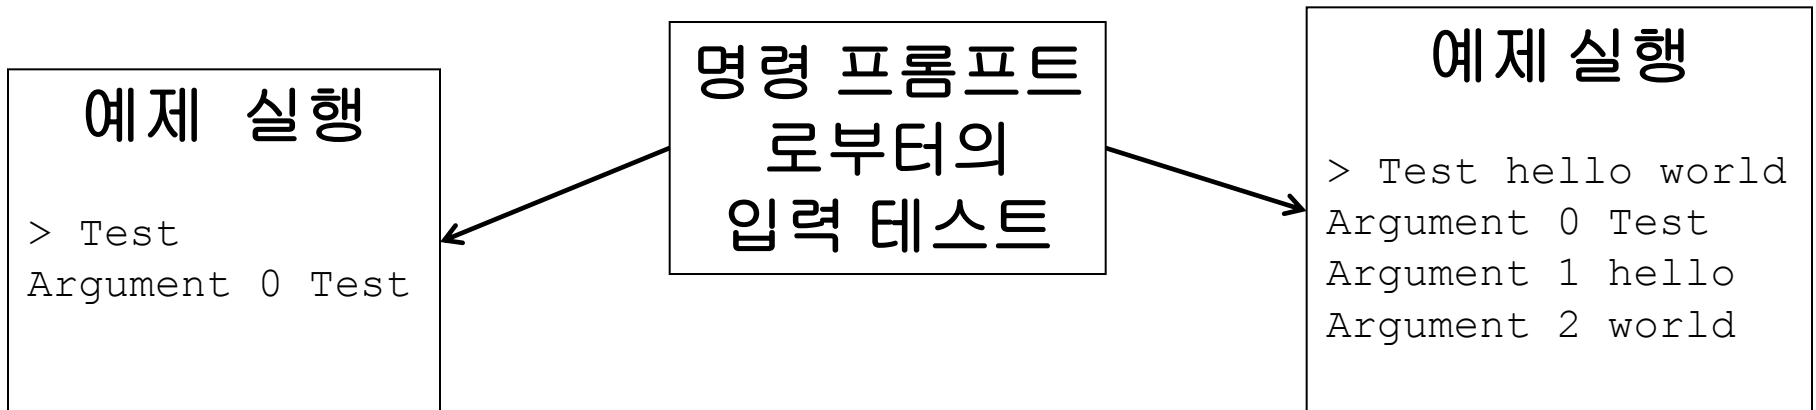 예제 실행
> Test
Argument 0 Test
명령 프롬프트
로부터의
입력 테스트
예제 실행
> Test hello world
Argument 0 Test
Argument 1 hello
Argument 2 world